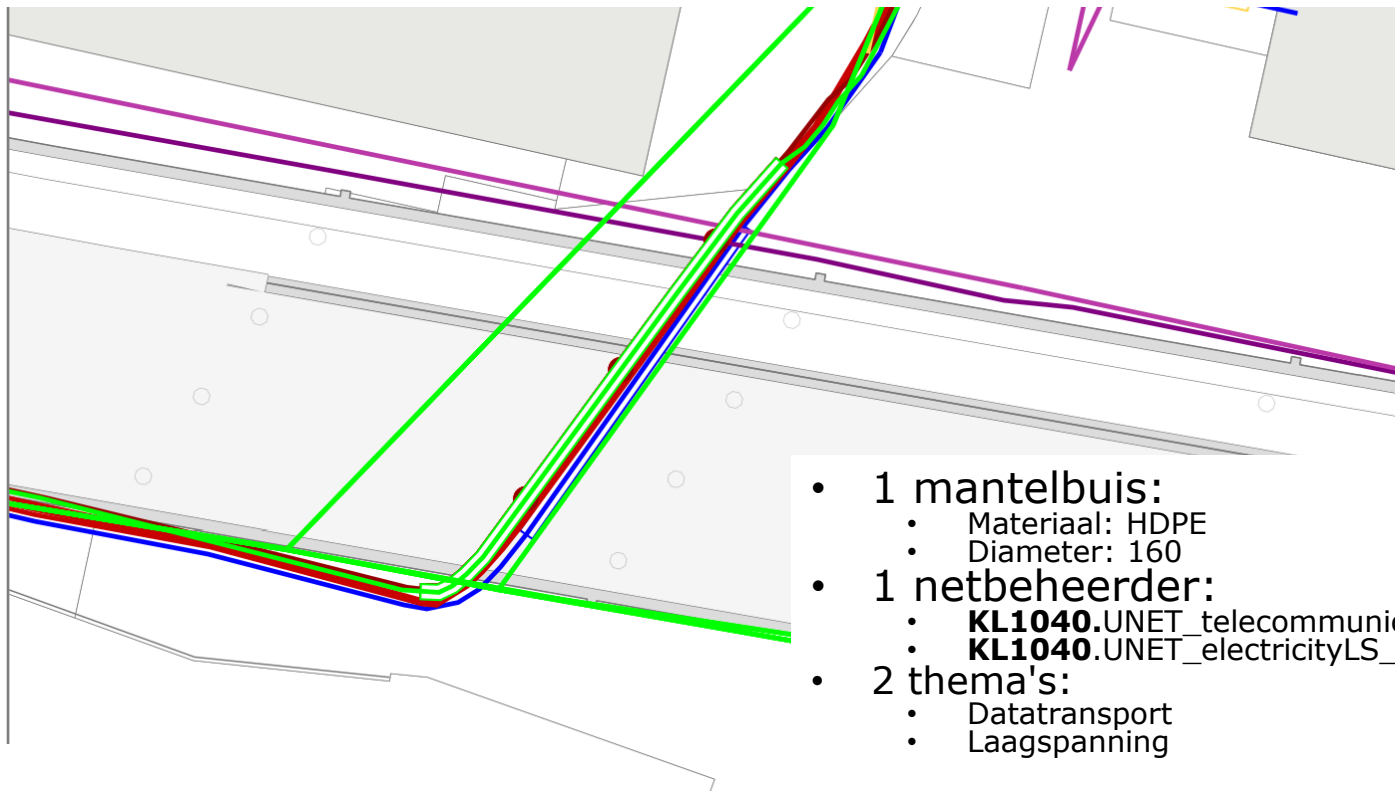 • 1 mantelbuis:
• Materiaal: HDPE
• Diameter: 160
• 1 netbeheerder:
• KL1040.UNET_telecommunic
• KL1040.UNET_electricityLS_
• 2 thema's:
• Datatransport
• Laagspanning